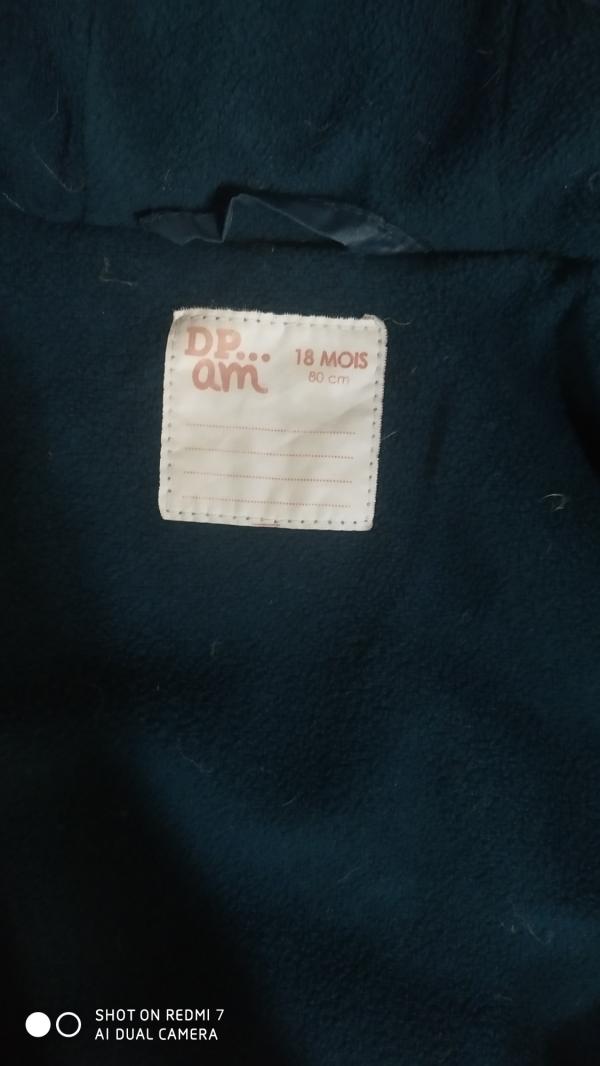 DP...
am
18 MOIS
80 cm
SHOT ON REDMI 7
AI DUAL CAMERA